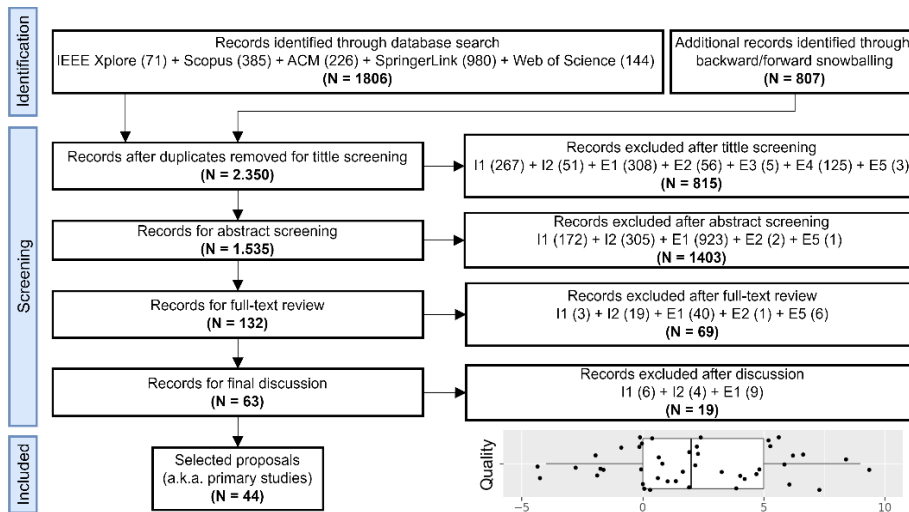 Identification
Records identified through database search
IEEE Xplore (71) + Scopus (385) + ACM (226) + SpringerLink (980) + Web of Science (144)
(N = 1806)
Additional records identified through
backward/forward snowballing
(N = 807)
Screening
Records after duplicates removed for tittle screening
(N = 2.350)
Records excluded after tittle screening
I1 (267) + I2 (51) + E1 (308) + E2 (56) + E3 (5) + E4 (125) + E5 (3)
(N = 815)
Records for abstract screening
(N = 1.535)
Records excluded after abstract screening
I1 (172) + I2 (305) + E1 (923) + E2 (2) + E5 (1)
(N = 1403)
Records for full-text review
(N = 132)
Records excluded after full-text review
I1 (3) + I2 (19) + E1 (40) + E2 (1) + E5 (6)
(N = 69)
Records for final discussion
(N = 63)
Records excluded after discussion
I1 (6) + I2 (4) + E1 (9)
(N = 19)
Included
Selected proposals
(a.k.a. primary studies)
(N = 44)
Quality
−5 0 5 10